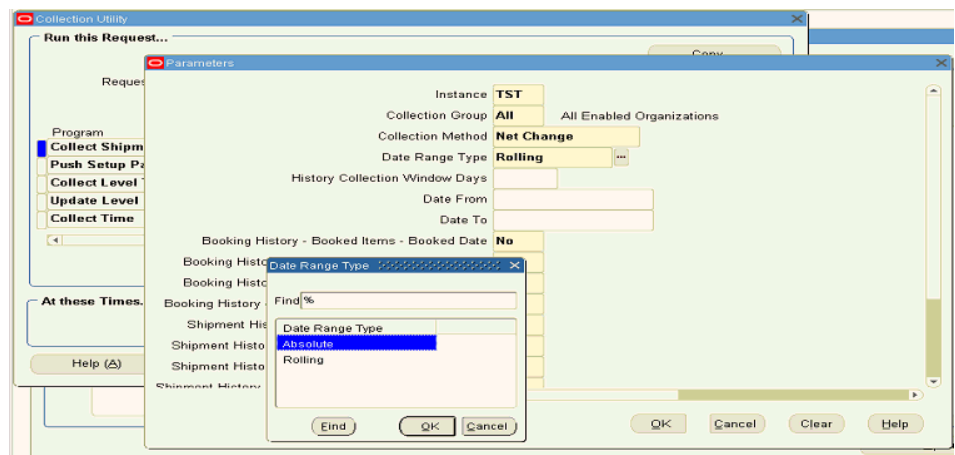 Collection Utility
Run this Request...
Copy
Parameters
Reques
Instance TST
Collection Group All All Enabled Organizations
Program
Collection Method Net Change
Collect Shipm
Date Range Type Rolling ...
Push Setup Pa
History Collection Window Days
Collect Level
Date From
Update Level
Date To
Collect Time
Booking History - Booked Items - Booked Date No
Booking Histo
Date Range Type
Booking Histo
At these Times.
Booking History -
Find %
Shipment His
Date Range Type
Shipment Histo
Absolute
Help (A)
Shipment Histo
Rolling
Shipment History
Find OK Cancel
OK Cancel Clear Help